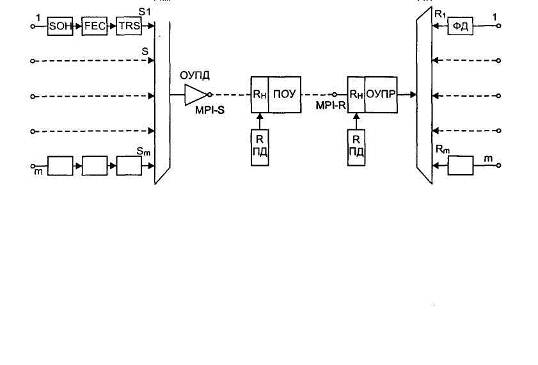 1 S1 R1 1
SOH FEC TRS ФД
S
ОУПД
MPI-S Rн ПОУ MPI-R Rн ОУПР
R ПД R ПД
m Sm Rm m